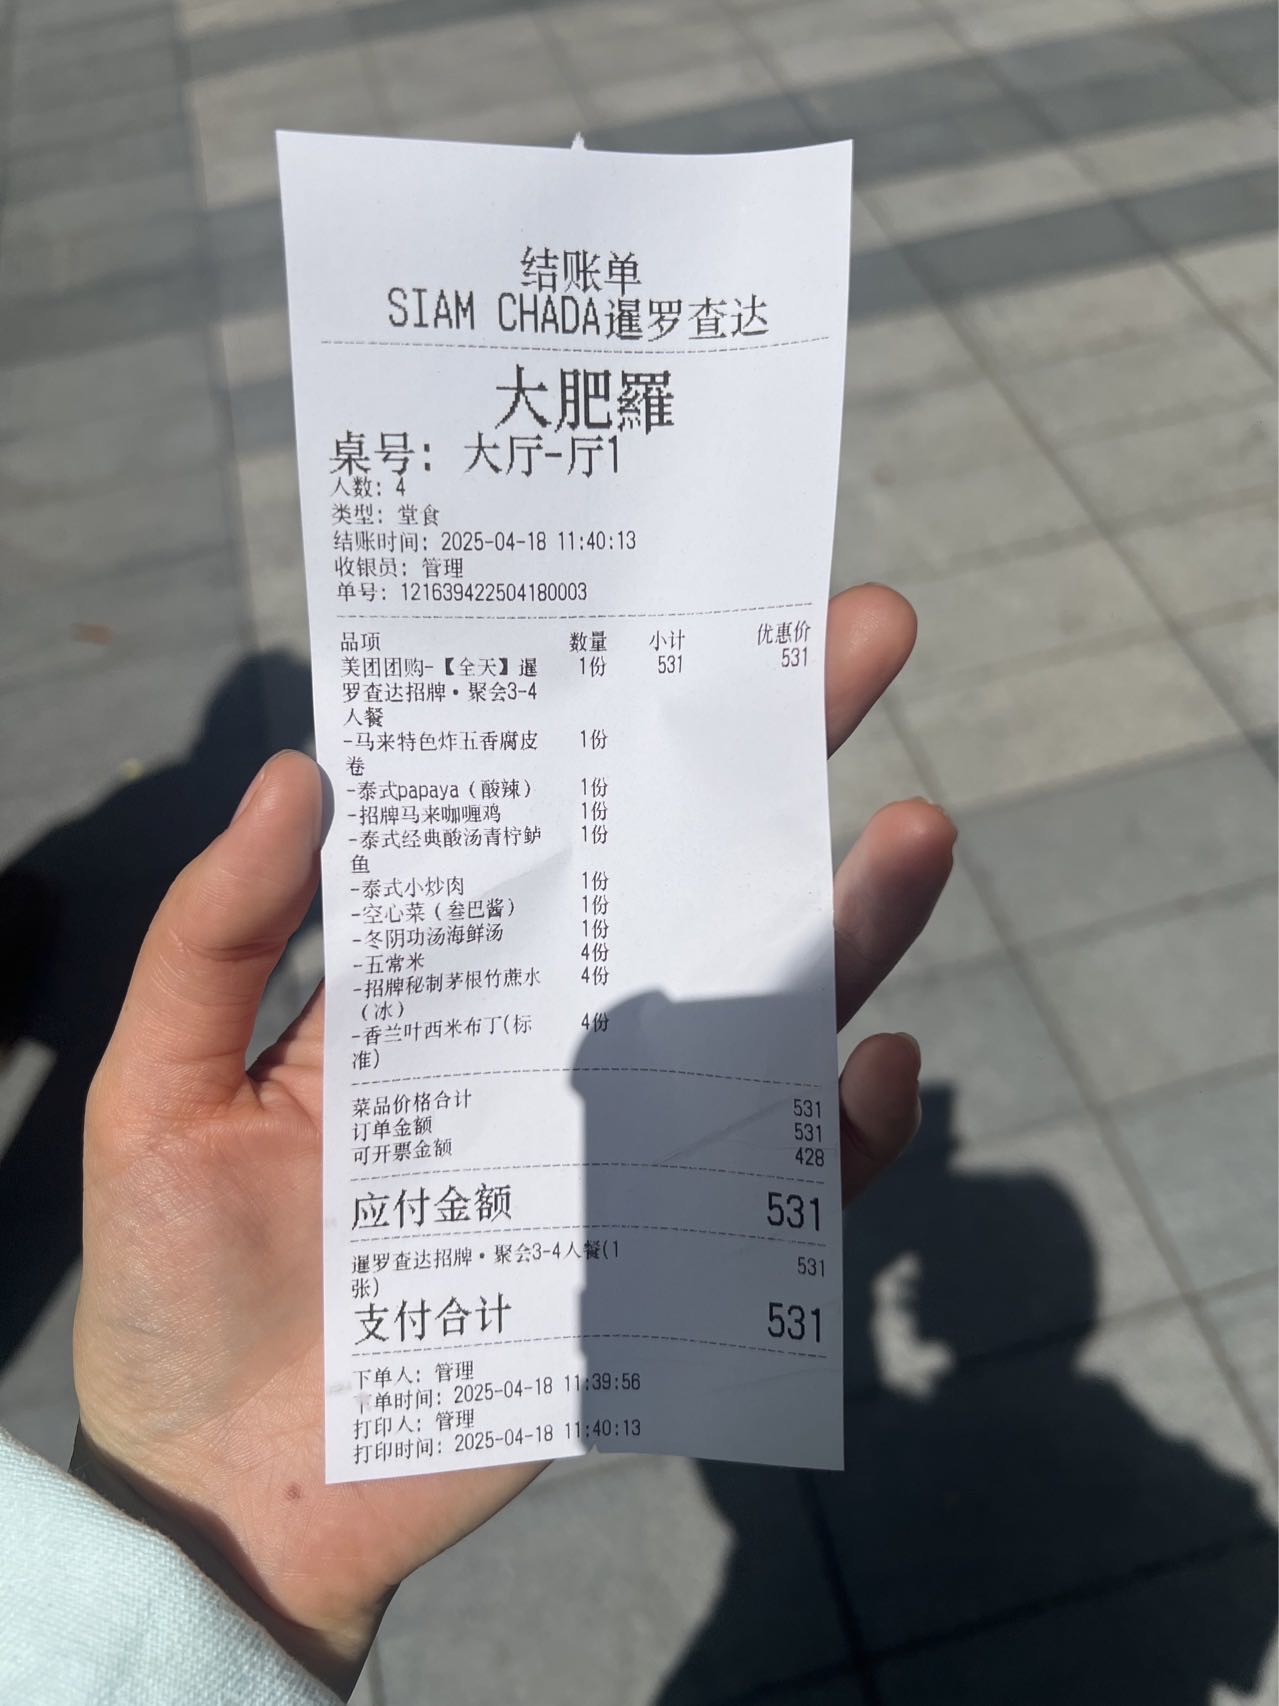 结账单
SIAM CHADA暹罗查达
大肥羅
桌号: 大厅-厅1
人数: 4
类型: 堂食
结账时间: 2025-04-18 11:40:13
收银员: 管理
单号: 121639422504180003
品项 数量 小计 优惠价
美团团购-【全天】暹 1份 531 531
罗查达招牌·聚会3-4
人餐
-马来特色炸五香腐皮 1份
卷
-泰式papaya（酸辣） 1份
-招牌马来咖喱鸡 1份
-泰式经典酸汤青柠鲈 1份
鱼
-泰式小炒肉 1份
-空心菜（叁巴酱） 1份
-冬阴功汤海鲜汤 1份
-五常米 4份
-招牌秘制茅根竹蔗水 4份
（冰）
-香兰叶西米布丁(标 4份
准)
菜品价格合计 531
订单金额 531
可开票金额 428
应付金额 531
暹罗查达招牌·聚会3-4人餐(1 531
张)
支付合计 531
下单人: 管理
下单时间: 2025-04-18 11:39:56
打印人: 管理
打印时间: 2025-04-18 11:40:13